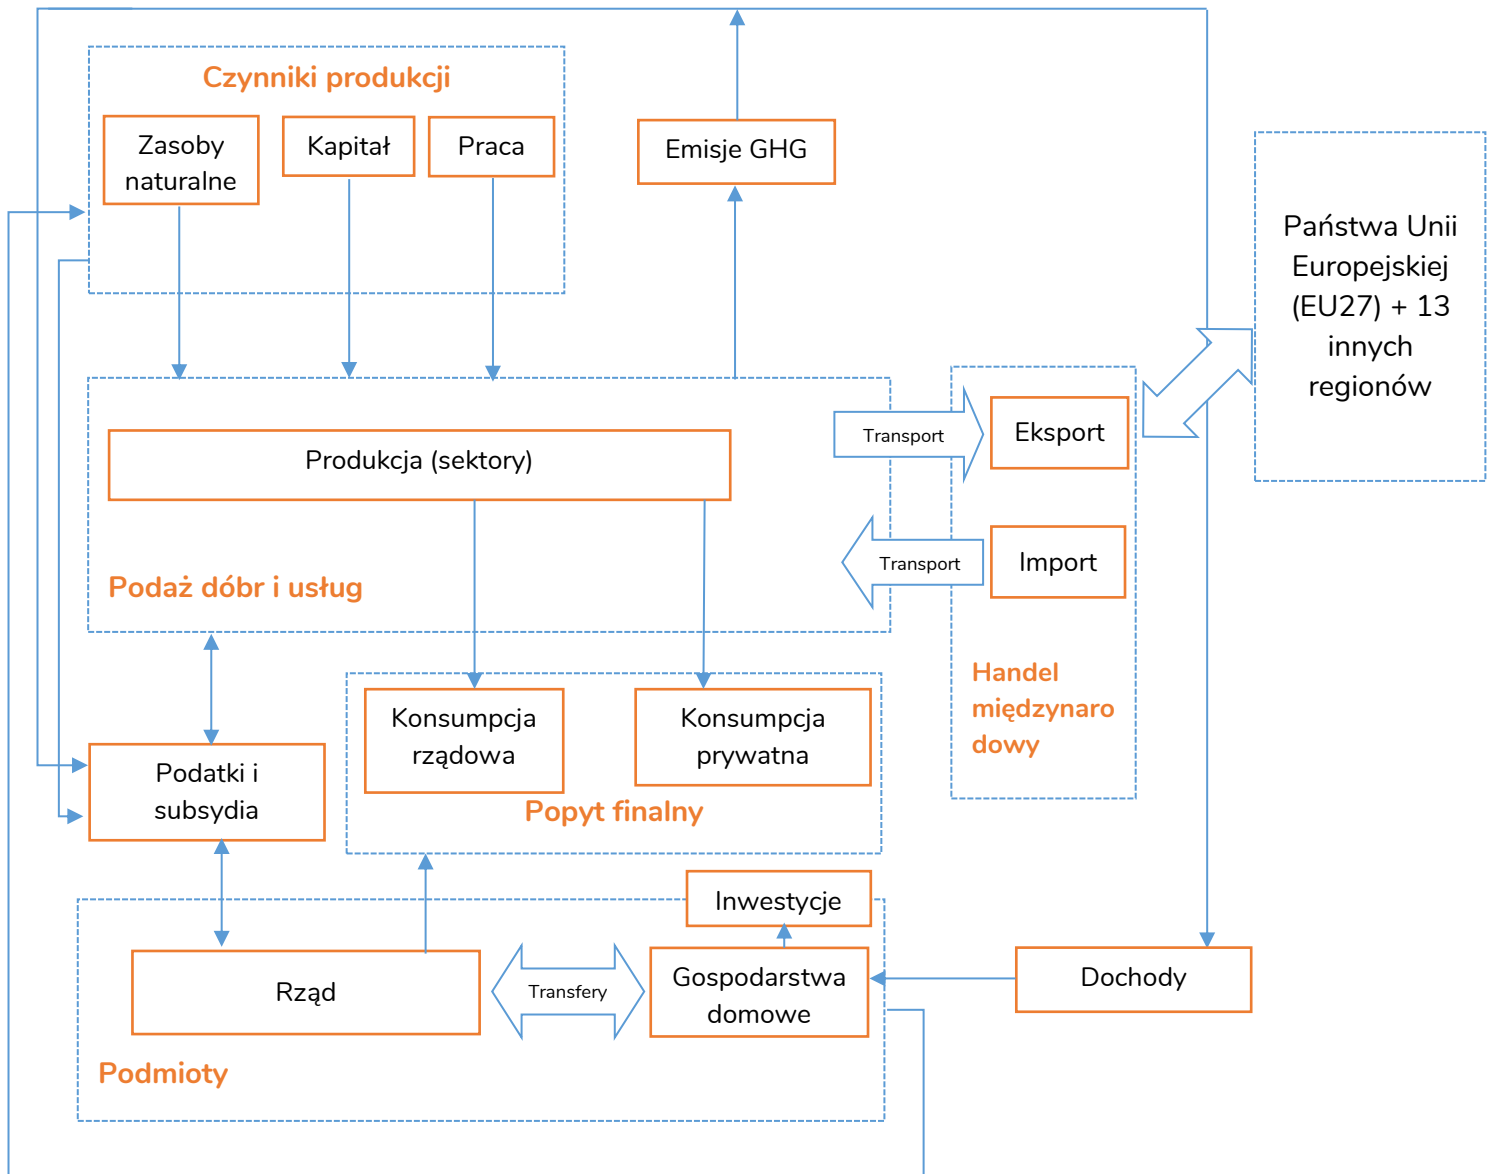 Czynniki produkcji
Zasoby
naturalne
Kapitał
Praca
Emisje GHG
Państwa Unii
Europejskiej
(EU27) + 13
innych
regionów
Produkcja (sektory)
Transport
Eksport
Transport
Import
Podaż dóbr i usług
Handel
międzynaro
dowy
Konsumpcja
rządowa
Konsumpcja
prywatna
Popyt finalny
Podatki i
subsydia
Inwestycje
Rząd
Transfery
Gospodarstwa
domowe
Dochody
Podmioty